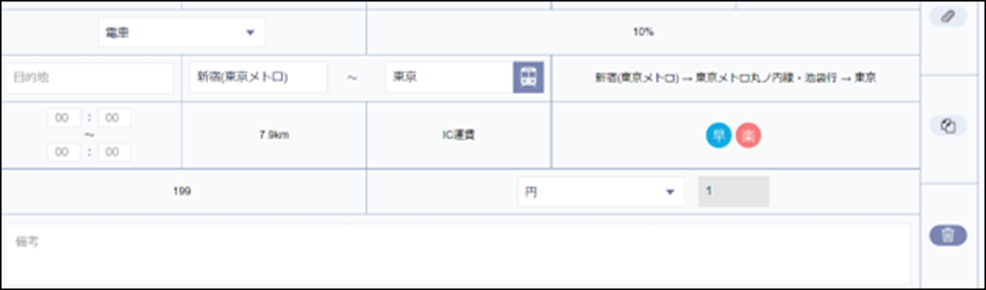 電車
10%
目的地
新宿(東京メトロ)
～
東京
新宿(東京メトロ) → 東京メトロ丸ノ内線・池袋行 → 東京
00 : 00
～
00 : 00
7.9km
IC運賃
早
楽
199
円
1
備考